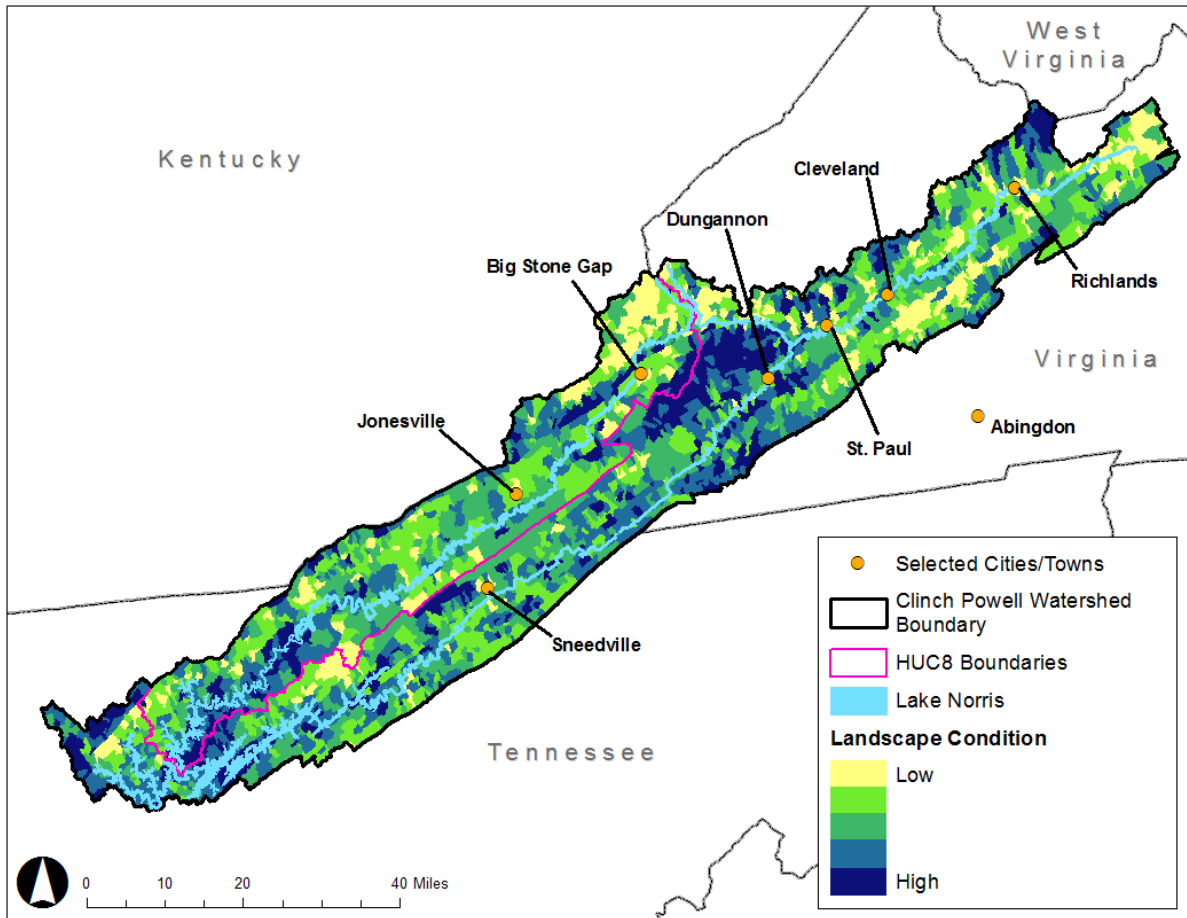 West
Virginia
Kentucky
Cleveland
Dungannon
Big Stone Gap
Richlands
Virginia
Jonesville
Abingdon
St. Paul
Sneedville
Tennessee
Selected Cities/Towns
Clinch Powell Watershed
Boundary
HUC8 Boundaries
Lake Norris
Landscape Condition
Low
High
0 10 20 40 Miles